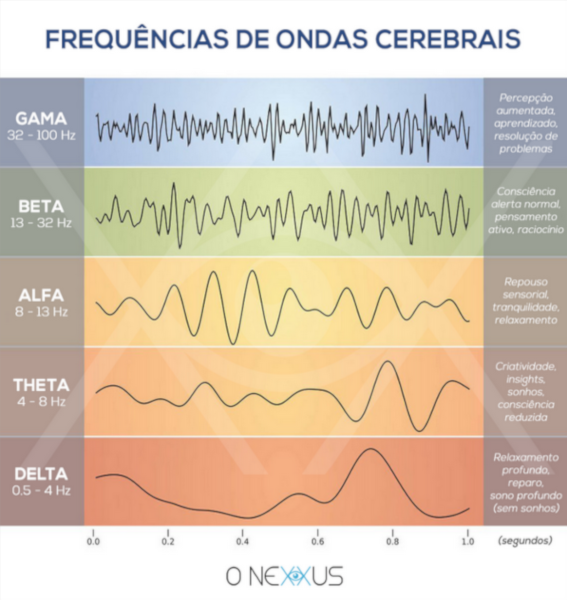 FREQUÊNCIAS DE ONDAS CEREBRAIS
GAMA
32 - 100 Hz
Percepção
aumentada,
aprendizado,
resolução de
problemas
BETA
13 - 32 Hz
Consciência
alerta normal,
pensamento
ativo, raciocínio
ALFA
8 - 13 Hz
Repouso
sensorial,
tranquilidade,
relaxamento
THETA
4 - 8 Hz
Criatividade,
insights,
sonhos,
consciência
reduzida
DELTA
0.5 - 4 Hz
Relaxamento
profundo,
reparo,
sono profundo
(sem sonhos)
0.0 0.2 0.4 0.6 0.8 1.0 (segundos)
O NEXXUS